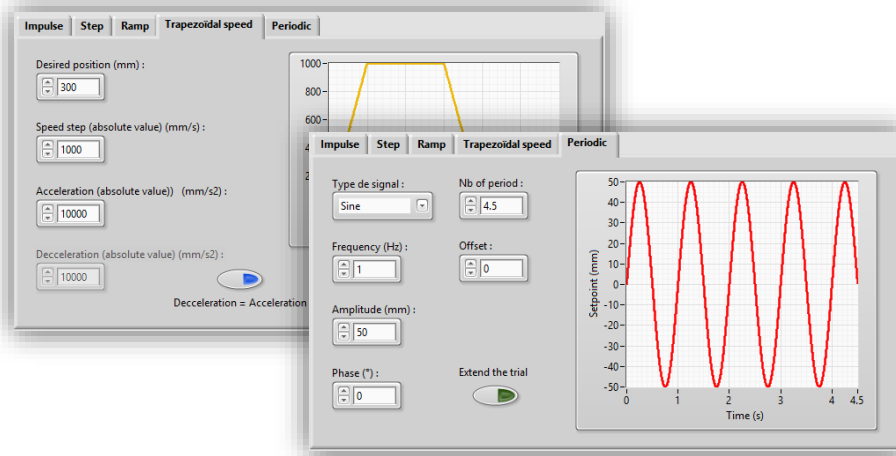 Impulse Step Ramp Trapezoïdal speed Periodic
Desired position (mm) :
300
Speed step (absolute value) (mm/s) :
1000
Acceleration (absolute value)) (mm/s2) :
10000
Decceleration (absolute value) (mm/s2) :
10000
Decceleration = Acceleration
1000
800
600
Impulse Step Ramp Trapezoïdal speed Periodic
Type de signal :
Sine
Nb of period :
4.5
Frequency (Hz) :
1
Offset :
0
Amplitude (mm) :
50
Phase (°) :
0
Extend the trial
Setpoint (mm)
50
40
30
20
10
0
-10
-20
-30
-40
-50
0 1 2 3 4 4.5
Time (s)